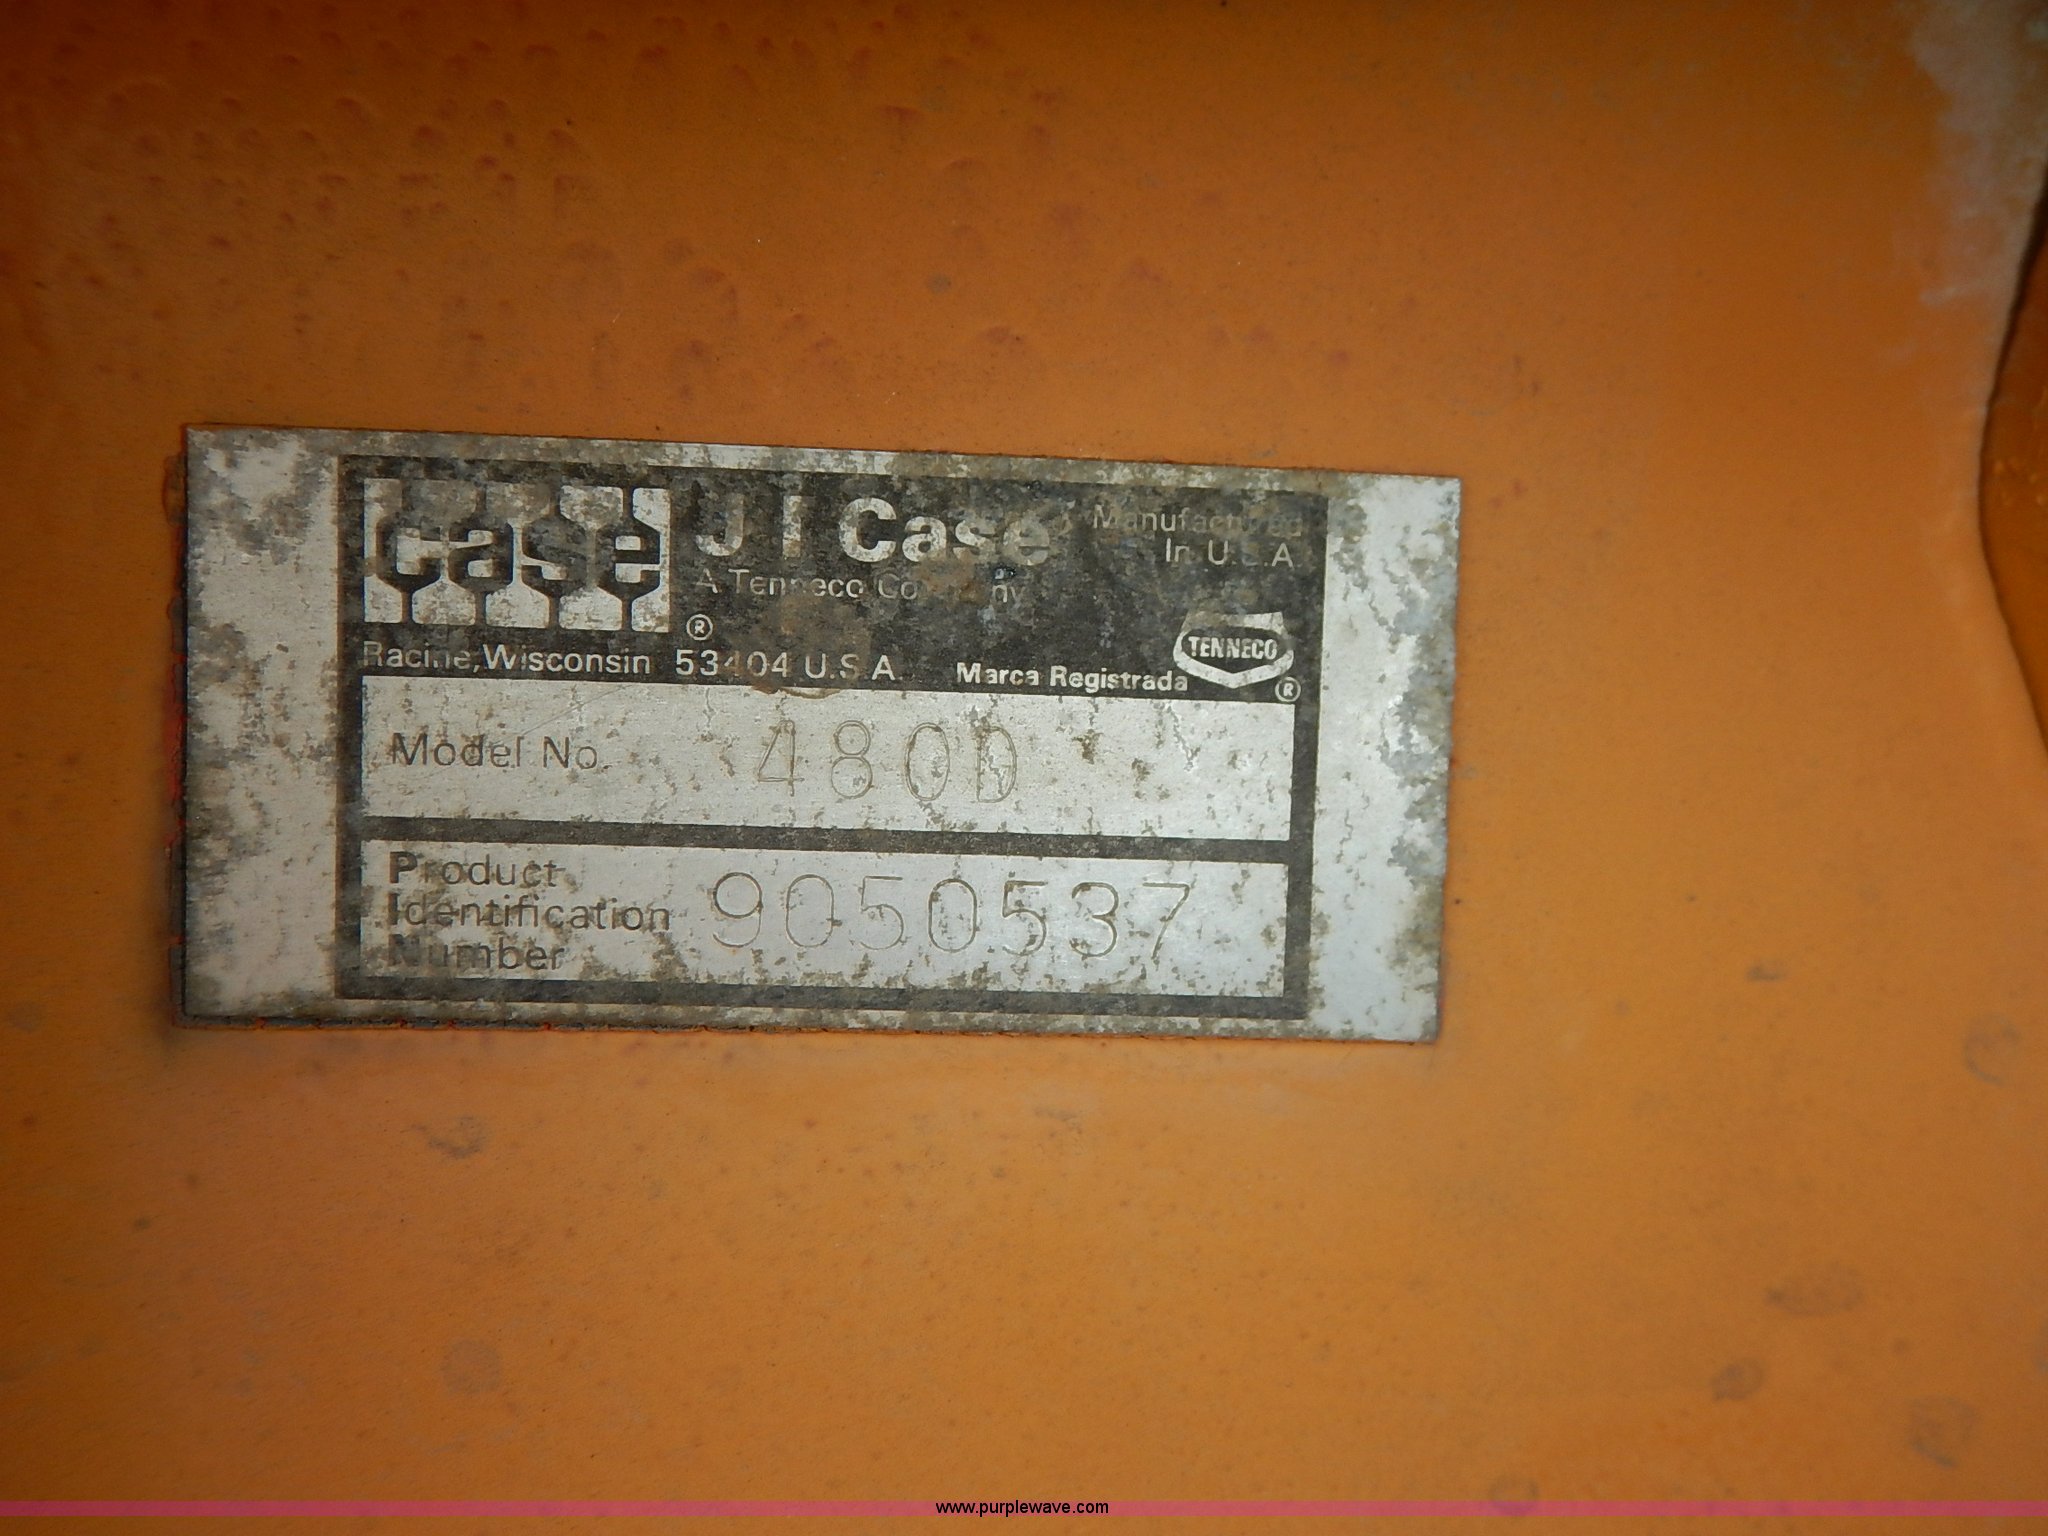 case J I Case Manufactured
In U.S.A
A Tenneco Company
®
TENNECO
Racine, Wisconsin 53404 U.S.A. Marca Registrada ®
Model No. 480D
Product
Identification 9050537
Number
www.purplewave.com